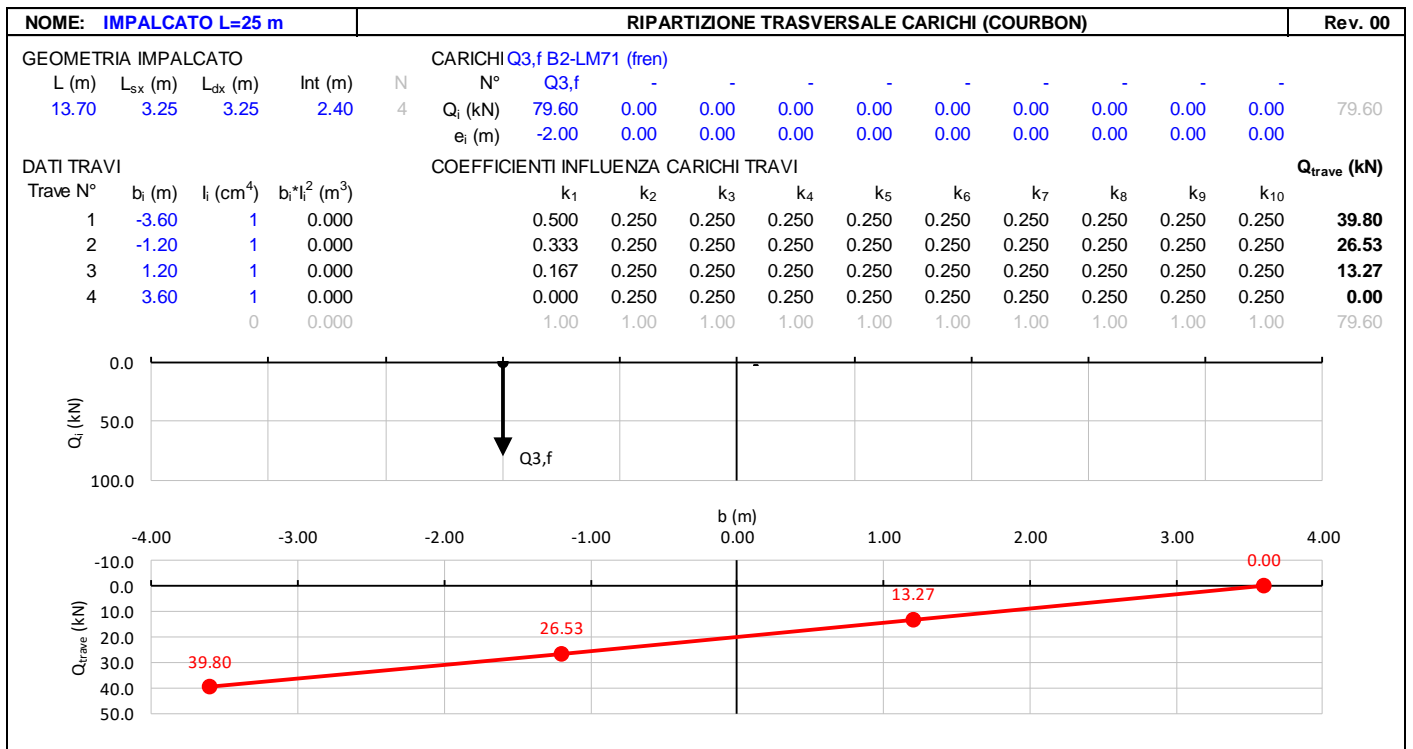 NOME: IMPALCATO L=25 m RIPARTIZIONE TRASVERSALE CARICHI (COURBON) Rev. 00
GEOMETRIA IMPALCATO CARICHI Q3,f B2-LM71 (fren)
L (m) Lsx (m) Ldx (m) Int (m) N N° Q3,f - - - - - - - - -
13.70 3.25 3.25 2.40 4 Qi (kN) 79.60 0.00 0.00 0.00 0.00 0.00 0.00 0.00 0.00 0.00 79.60
ei (m) -2.00 0.00 0.00 0.00 0.00 0.00 0.00 0.00 0.00 0.00
DATI TRAVI COEFFICIENTI INFLUENZA CARICHI TRAVI Qtrave (kN)
Trave N° bi (m) Ii (cm⁴) bi*Ii² (m³) k1 k2 k3 k4 k5 k6 k7 k8 k9 k10
1 -3.60 1 0.000 0.500 0.250 0.250 0.250 0.250 0.250 0.250 0.250 0.250 0.250 39.80
2 -1.20 1 0.000 0.333 0.250 0.250 0.250 0.250 0.250 0.250 0.250 0.250 0.250 26.53
3 1.20 1 0.000 0.167 0.250 0.250 0.250 0.250 0.250 0.250 0.250 0.250 0.250 13.27
4 3.60 1 0.000 0.000 0.250 0.250 0.250 0.250 0.250 0.250 0.250 0.250 0.250 0.00
0 0.000 1.00 1.00 1.00 1.00 1.00 1.00 1.00 1.00 1.00 1.00 79.60
0.0
-
50.0
Qi (kN)
Q3,f
100.0
b (m)
-4.00 -3.00 -2.00 -1.00 0.00 1.00 2.00 3.00 4.00
-10.0
0.00
0.0
10.0
13.27
20.0
26.53
Qtrave (kN)
30.0
39.80
40.0
50.0